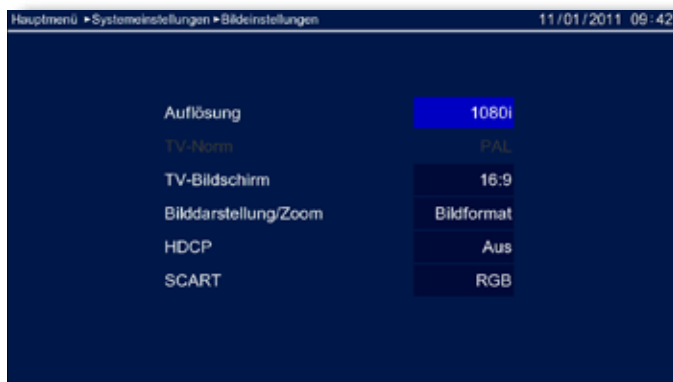 Hauptmenü ▸Systemeinstellungen ▸Bildeinstellungen 11/01/2011 09:42
Auflösung 1080i
TV-Norm PAL
TV-Bildschirm 16:9
Bilddarstellung/Zoom Bildformat
HDCP Aus
SCART RGB